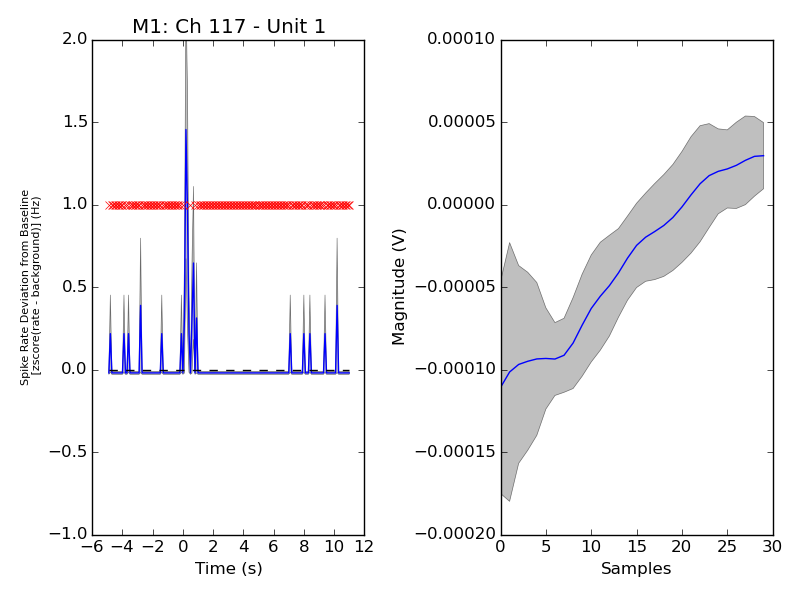 M1: Ch 117 - Unit 1
2.0
1.5
1.0
0.5
0.0
−0.5
−1.0
−6 −4 −2 0 2 4 6 8 10 12
Time (s)
Spike Rate Deviation from Baseline
[zscore(rate - background)] (Hz)
0.00010
0.00005
0.00000
−0.00005
−0.00010
−0.00015
−0.00020
0 5 10 15 20 25 30
Samples
Magnitude (V)